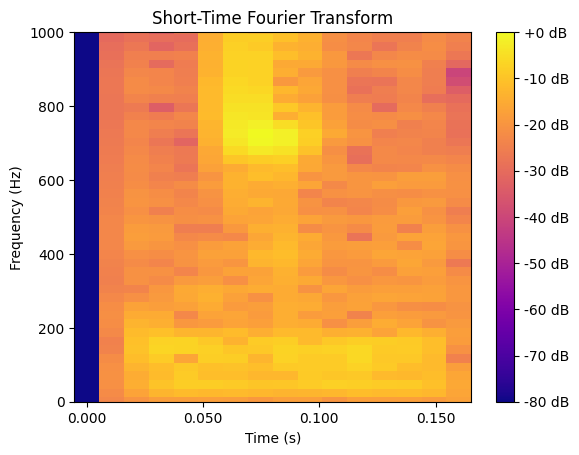 Short-Time Fourier Transform
Frequency (Hz)
1000
800
600
400
200
0
0.000
0.050
0.100
0.150
Time (s)
+0 dB
-10 dB
-20 dB
-30 dB
-40 dB
-50 dB
-60 dB
-70 dB
-80 dB